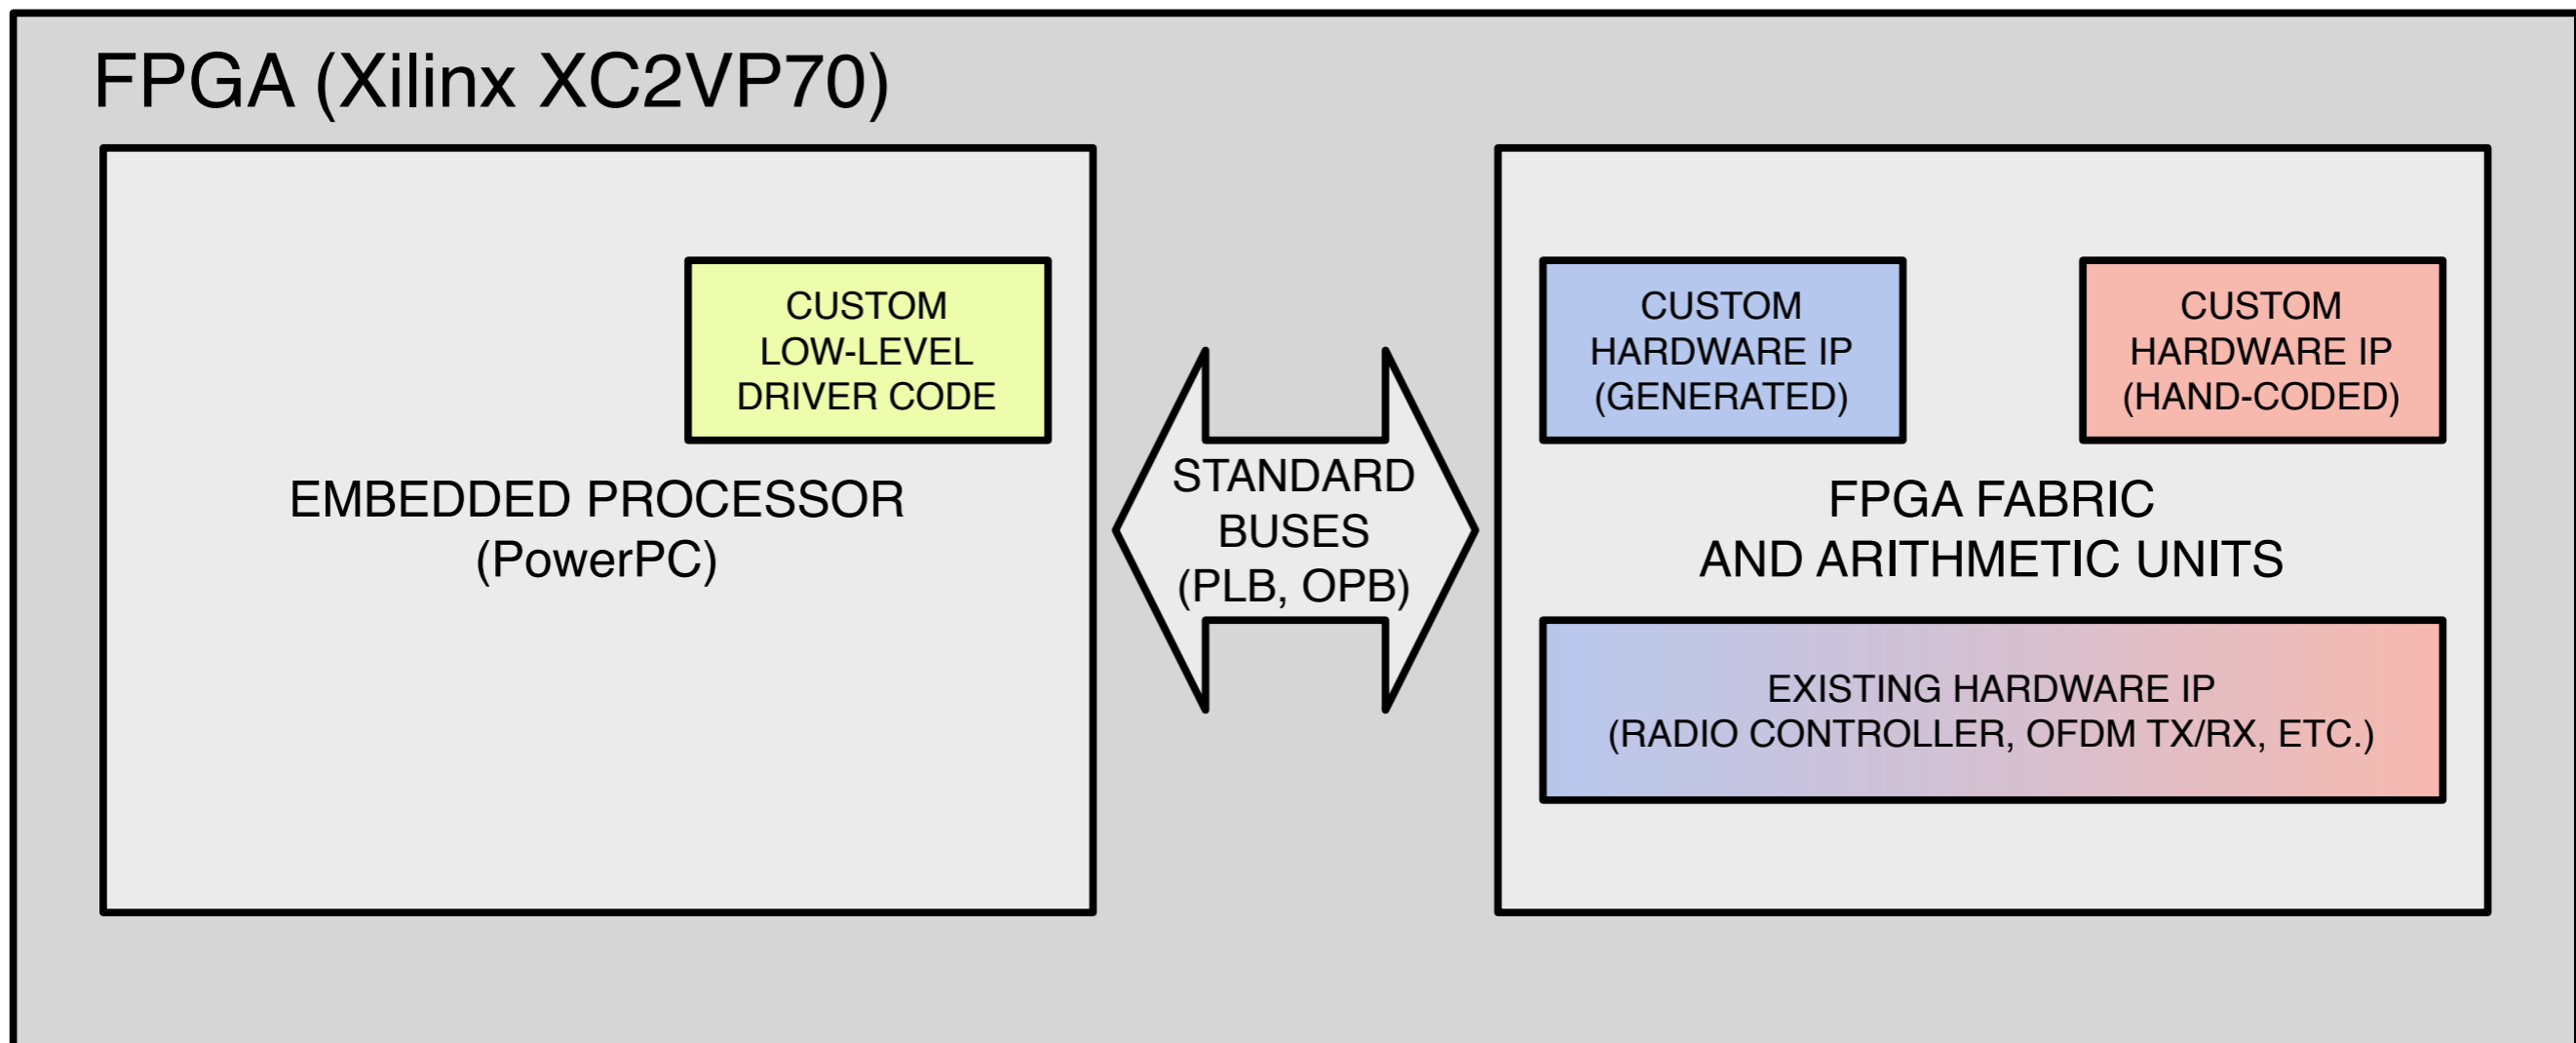 FPGA (Xilinx XC2VP70)
CUSTOM
LOW-LEVEL
DRIVER CODE
EMBEDDED PROCESSOR
(PowerPC)
STANDARD
BUSES
(PLB, OPB)
CUSTOM
HARDWARE IP
(GENERATED)
CUSTOM
HARDWARE IP
(HAND-CODED)
FPGA FABRIC
AND ARITHMETIC UNITS
EXISTING HARDWARE IP
(RADIO CONTROLLER, OFDM TX/RX, ETC.)